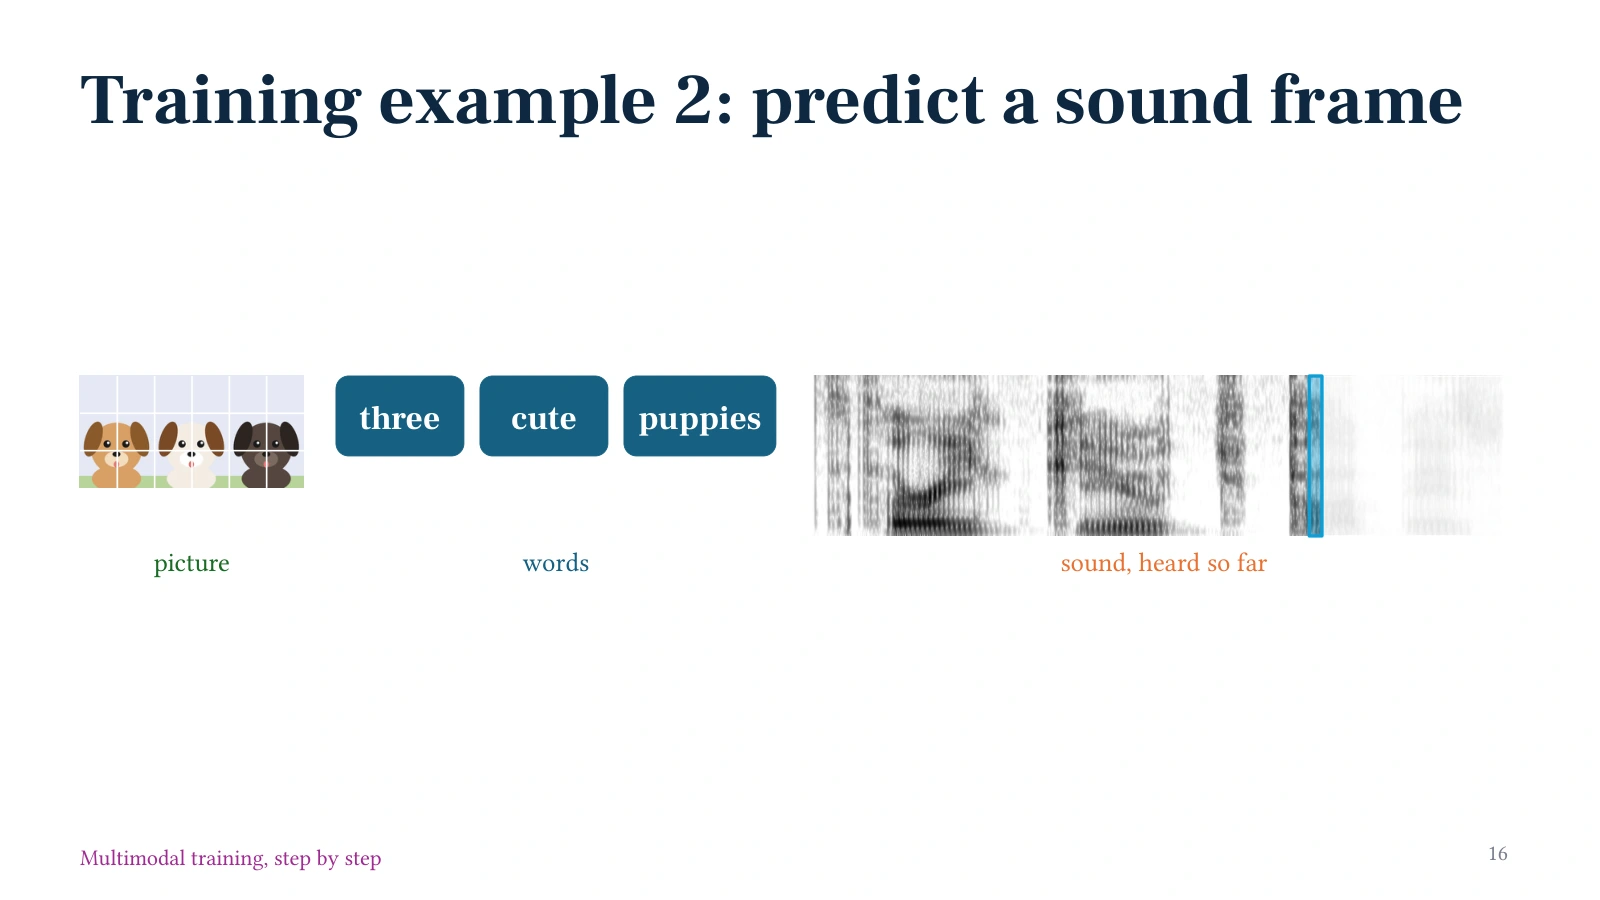 Training example 2: predict a sound frame
three cute puppies
picture words sound, heard so far
Multimodal training, step by step 16